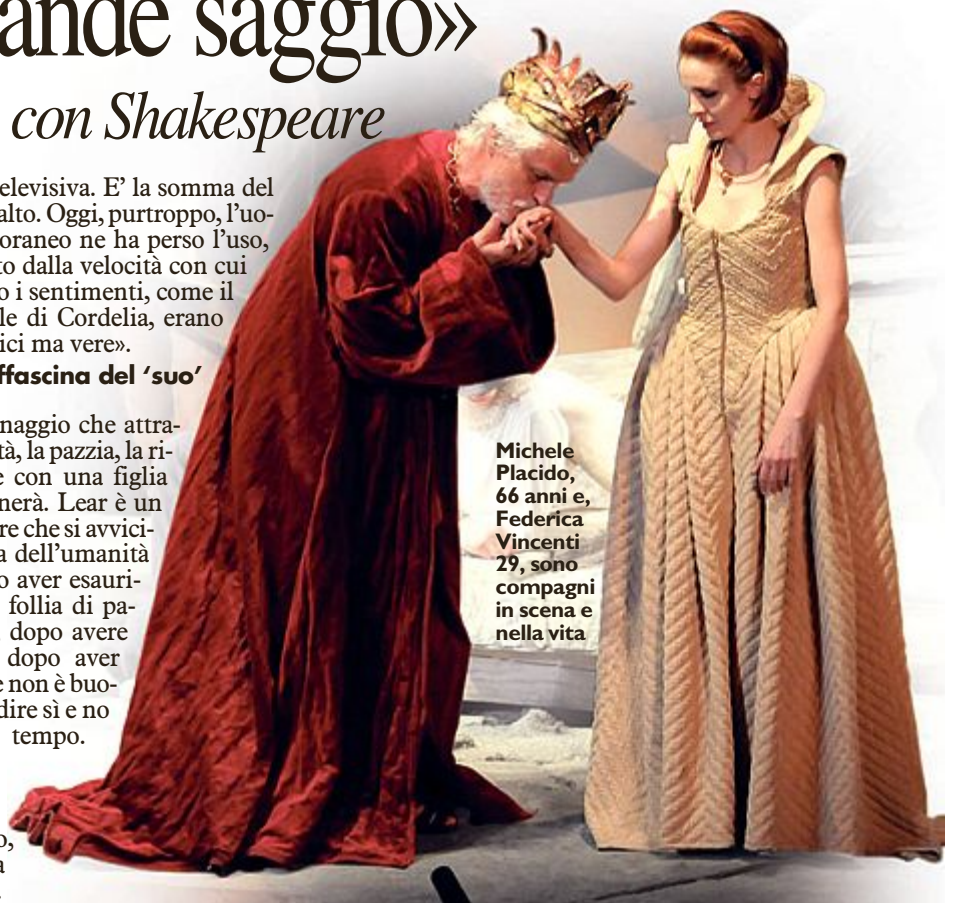 ande saggio»
con Shakespeare
elevisiva. E’ la somma del
alto. Oggi, purtroppo, l’uo-
oraneo ne ha perso l’uso,
to dalla velocità con cui
o i sentimenti, come il
le di Cordelia, erano
ici ma vere».
ffascina del ‘suo’
naggio che attra-
tà, la pazzia, la ri-
e con una figlia
nerà. Lear è un
re che si avvici-
a dell’umanità
o aver esauri-
follia di pa-
dopo avere
dopo aver
e non è buo-
dire sì e no
tempo.
o,
a
Michele
Placido,
66 anni e,
Federica
Vincenti
29, sono
compagni
in scena e
nella vita